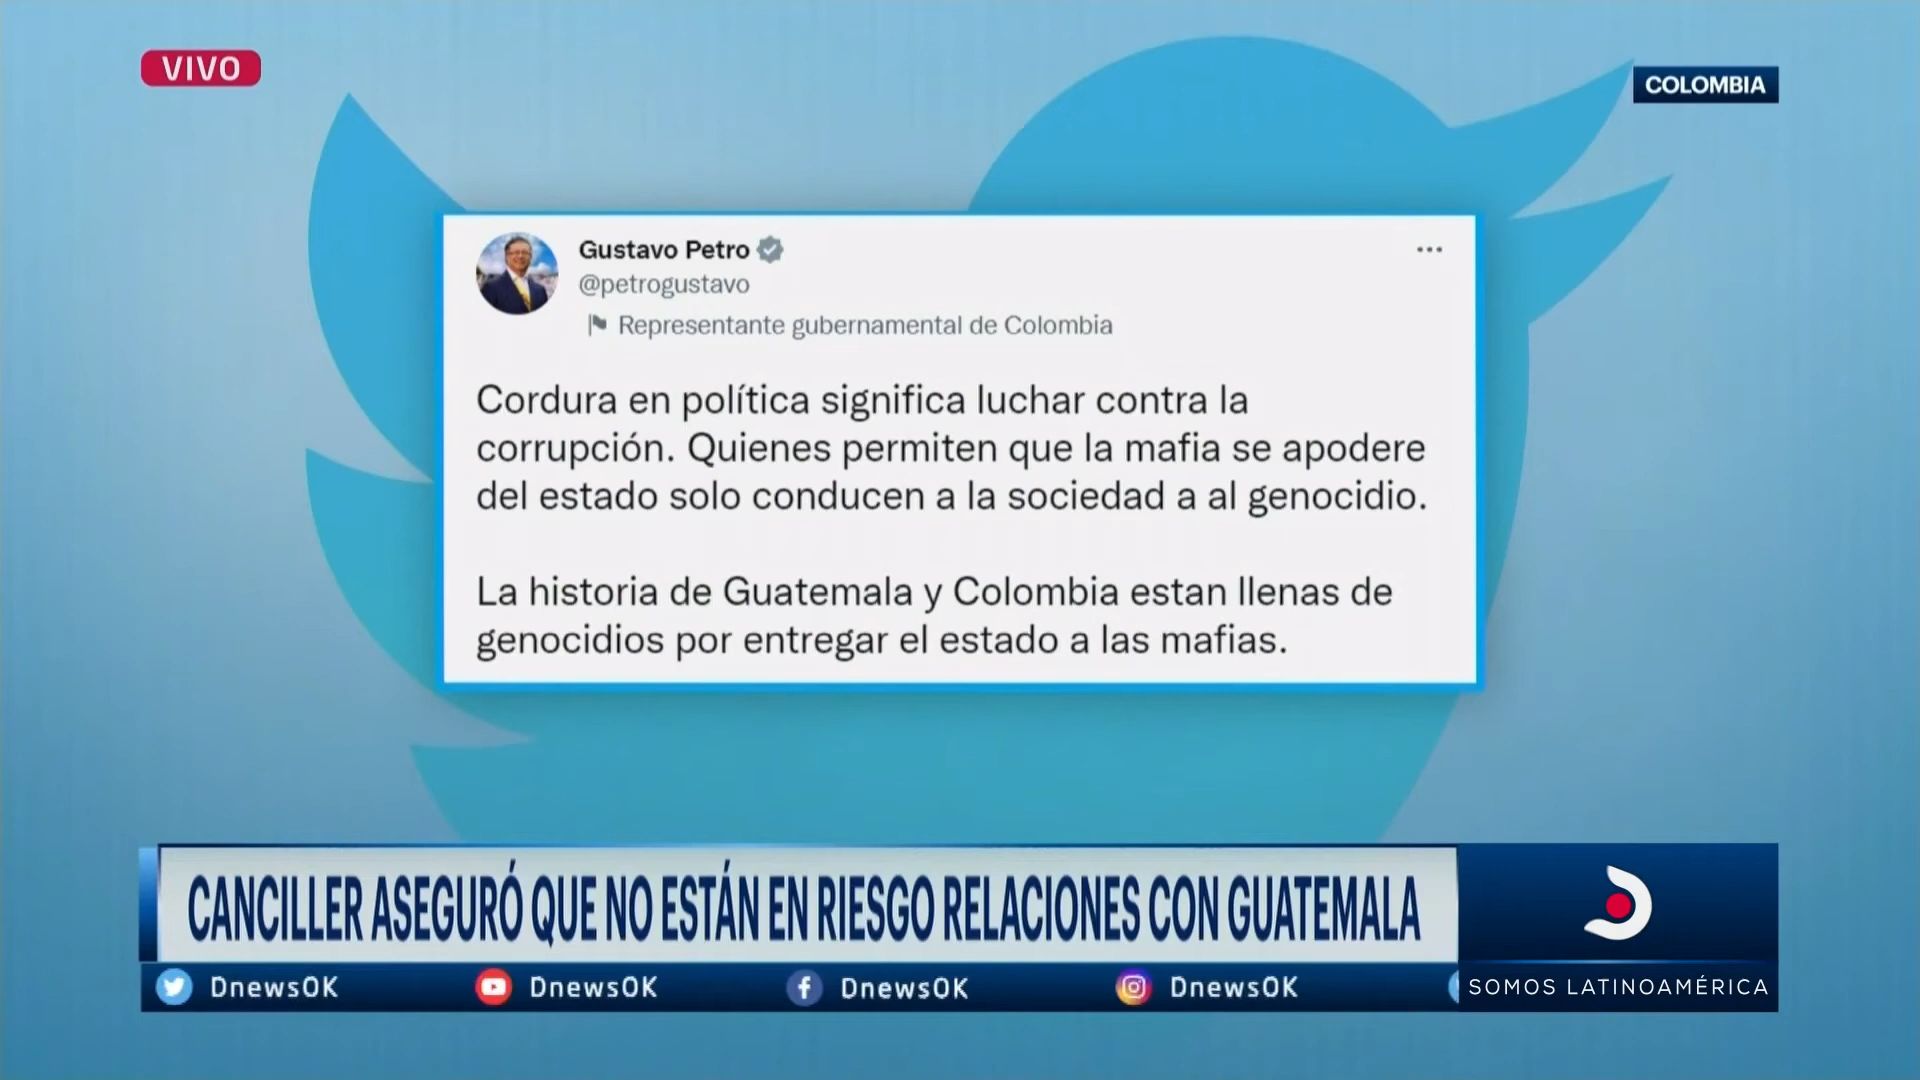 VIVO
COLOMBIA
Gustavo Petro
@petrogustavo
Representante gubernamental de Colombia
Cordura en política significa luchar contra la
corrupción. Quienes permiten que la mafia se apodere
del estado solo conducen a la sociedad a al genocidio.
La historia de Guatemala y Colombia estan llenas de
genocidios por entregar el estado a las mafias.
CANCILLER ASEGURÓ QUE NO ESTÁN EN RIESGO RELACIONES CON GUATEMALA
DnewsOK DnewsOK DnewsOK DnewsOK
SOMOS LATINOAMÉRICA